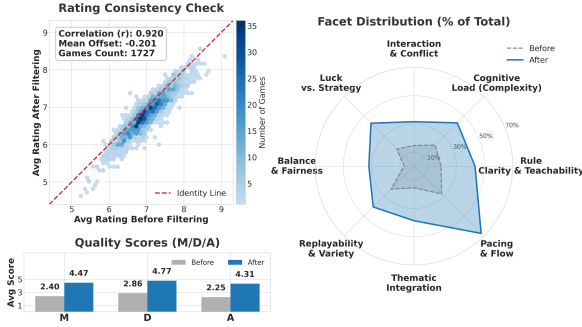 Rating Consistency Check
Correlation (r): 0.920
Mean Offset: -0.201
Games Count: 1727
Identity Line
9
8
7
6
5
5
6
7
8
9
Avg Rating After Filtering
Avg Rating Before Filtering
35
30
25
20
15
10
5
Number of Games
Quality Scores (M/D/A)
Before
After
Avg Score
5
3
1
2.40
4.47
2.86
4.77
2.25
4.31
M
D
A
Facet Distribution (% of Total)
Before
After
Interaction
& Conflict
Cognitive
Load (Complexity)
Rule
Clarity & Teachability
Pacing
& Flow
Thematic
Integration
Replayability
& Variety
Balance
& Fairness
Luck
vs. Strategy
10%
30%
50%
70%